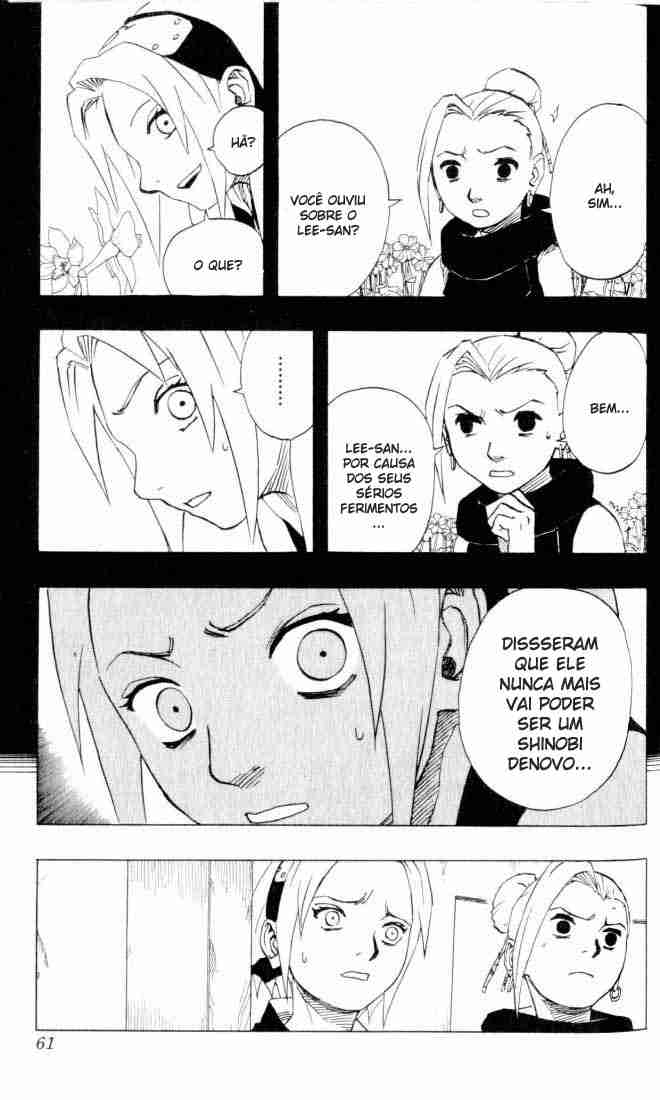 AH,
SIM...
VOCÊ OUVIU
SOBRE O
LEE-SAN?
HÃ?
O QUE?
BEM...
LEE-SAN...
POR CAUSA
DOS SEUS
SÉRIOS
FERIMENTOS
...
.........
DISSSERAM
QUE ELE
NUNCA MAIS
VAI PODER
SER UM
SHINOBI
DENOVO...
61